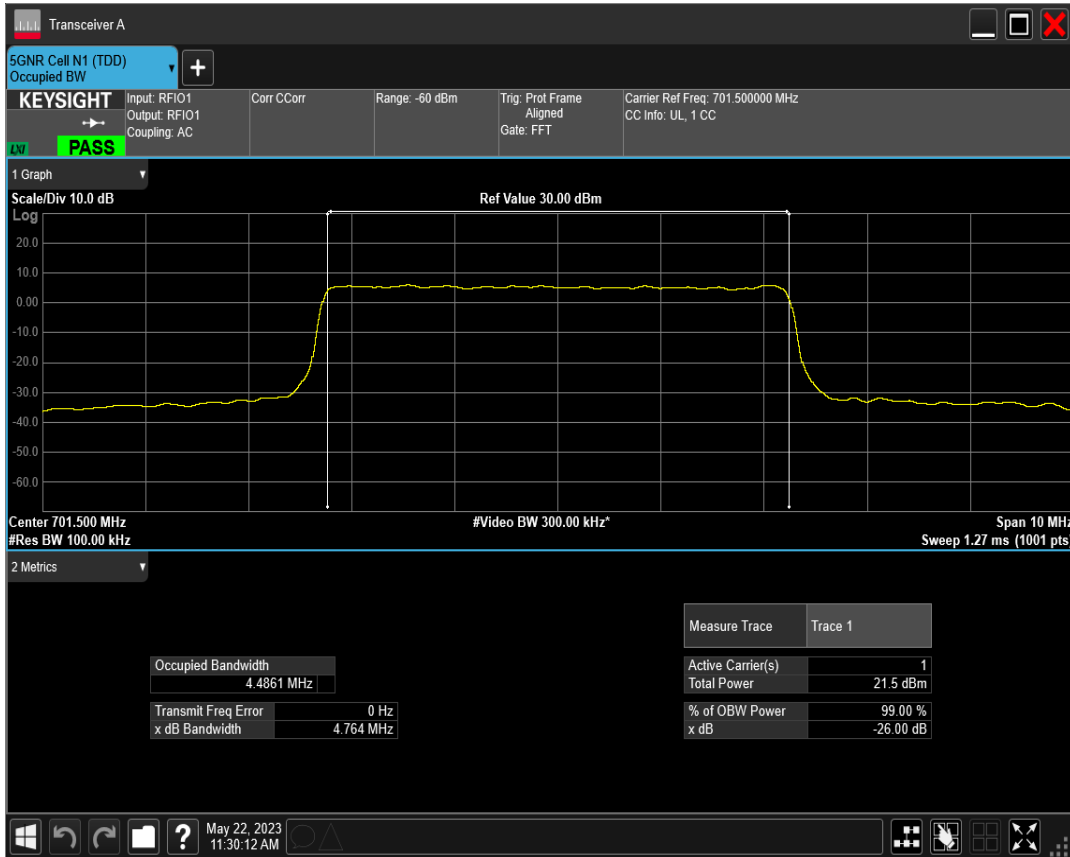 Transceiver A
5GNR Cell N1 (TDD)
Occupied BW
+
KEYSIGHT
LXI
PASS
Input: RFIO1
Output: RFIO1
Coupling: AC
Corr CCorr
Range: -60 dBm
Trig: Prot Frame
Aligned
Gate: FFT
Carrier Ref Freq: 701.500000 MHz
CC Info: UL, 1 CC
1 Graph
Scale/Div 10.0 dB
Ref Value 30.00 dBm
Log
20.0
10.0
0.00
-10.0
-20.0
-30.0
-40.0
-50.0
-60.0
Center 701.500 MHz
#Video BW 300.00 kHz*
Span 10 MHz
#Res BW 100.00 kHz
Sweep 1.27 ms (1001 pts)
2 Metrics
Measure Trace Trace 1
Occupied Bandwidth
4.4861 MHz
Active Carrier(s) 1
Total Power 21.5 dBm
Transmit Freq Error 0 Hz
x dB Bandwidth 4.764 MHz
% of OBW Power 99.00 %
x dB -26.00 dB
?
May 22, 2023
11:30:12 AM